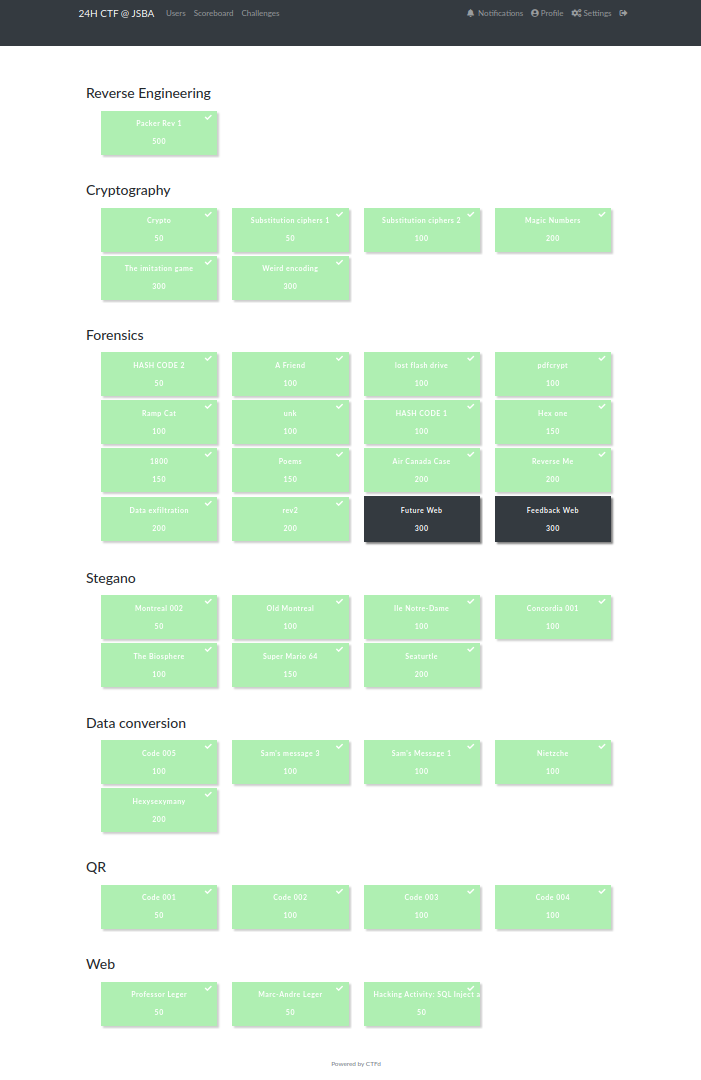 24H CTF @ JSBA Users Scoreboard Challenges Notifications Profile Settings
Reverse Engineering
Packer Rev 1
500
Cryptography
Crypto
50
Substitution ciphers 1
50
Substitution ciphers 2
100
Magic Numbers
200
The imitation game
300
Weird encoding
300
Forensics
HASH CODE 2
50
A Friend
100
lost flash drive
100
pdfcrypt
100
Ramp Cat
100
unk
100
HASH CODE 1
100
Hex one
150
1000
150
Poems
150
Air Canada Case
200
Reverse Me
200
Data exfiltration
200
rev2
200
Future Web
300
Feedback Web
300
Stegano
Montreal 002
50
Old Montreal
100
Ile Notre-Dame
100
Concordia 001
100
The Biosphere
100
Super Mario 64
150
Seaturtle
200
Data conversion
Code 005
100
Sam's message 3
100
Sam's Message 1
100
Nietzche
100
Hexysexymany
200
QR
Code 001
50
Code 002
100
Code 003
100
Code 004
100
Web
Professor Leger
50
Marc-Andre Leger
50
Hacking Activity: SQL Inject a
50
Powered by CTFd